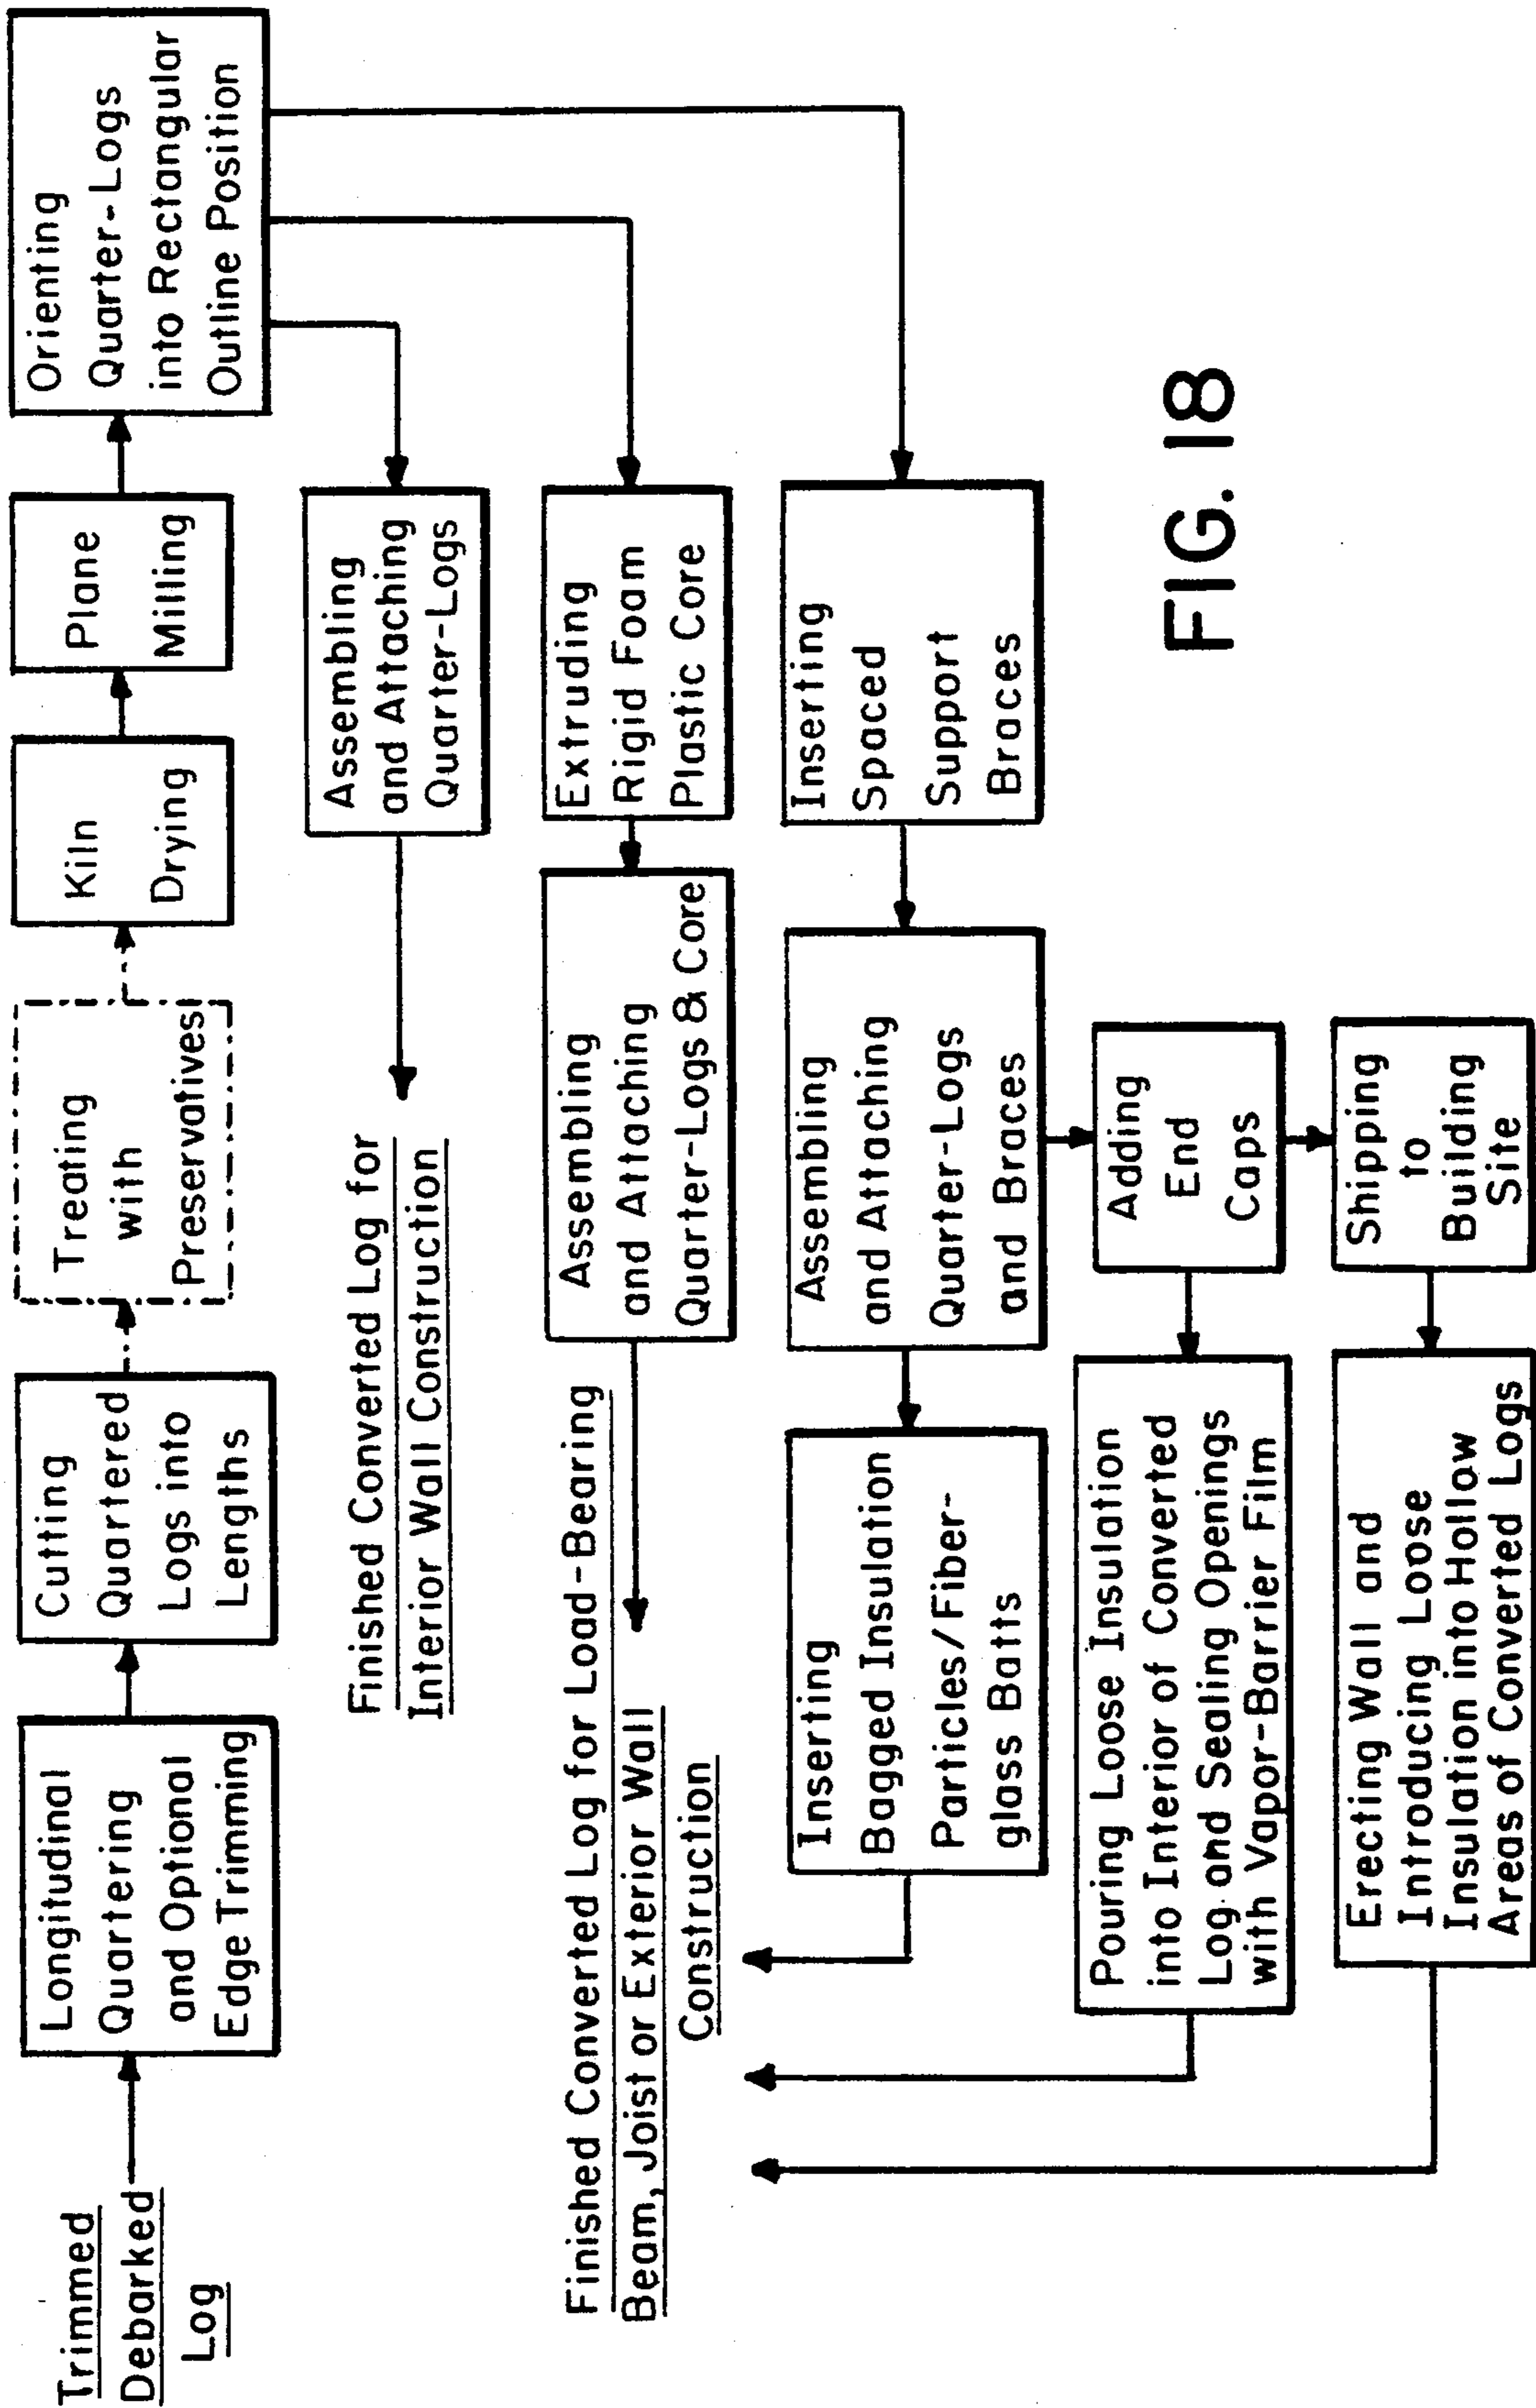 Trimmed
Debarked
Log
Longitudinal
Quartering
and Optional
Edge Trimming
Cutting
Quartered
Logs into
Lengths
Treating
with
Preservatives
Kiln
Drying
Plane
Milling
Orienting
Quarter-Logs
into Rectangular
Outline Position
Assembling
and Attaching
Quarter-Logs
Finished Converted Log for
Interior Wall Construction
Extruding
Rigid Foam
Plastic Core
Assembling
and Attaching
Quarter-Logs & Core
Finished Converted Log for Load-Bearing
Beam, Joist or Exterior Wall
Construction
Inserting
Spaced
Support
Braces
Assembling
and Attaching
Quarter-Logs
and Braces
Inserting
Bagged Insulation
Particles/Fiber-
glass Batts
Adding
End
Caps
Pouring Loose Insulation
into Interior of Converted
Log and Sealing Openings
with Vapor-Barrier Film
Shipping
to
Building
Site
Erecting Wall and
Introducing Loose
Insulation into Hollow
Areas of Converted Logs
FIG. 18